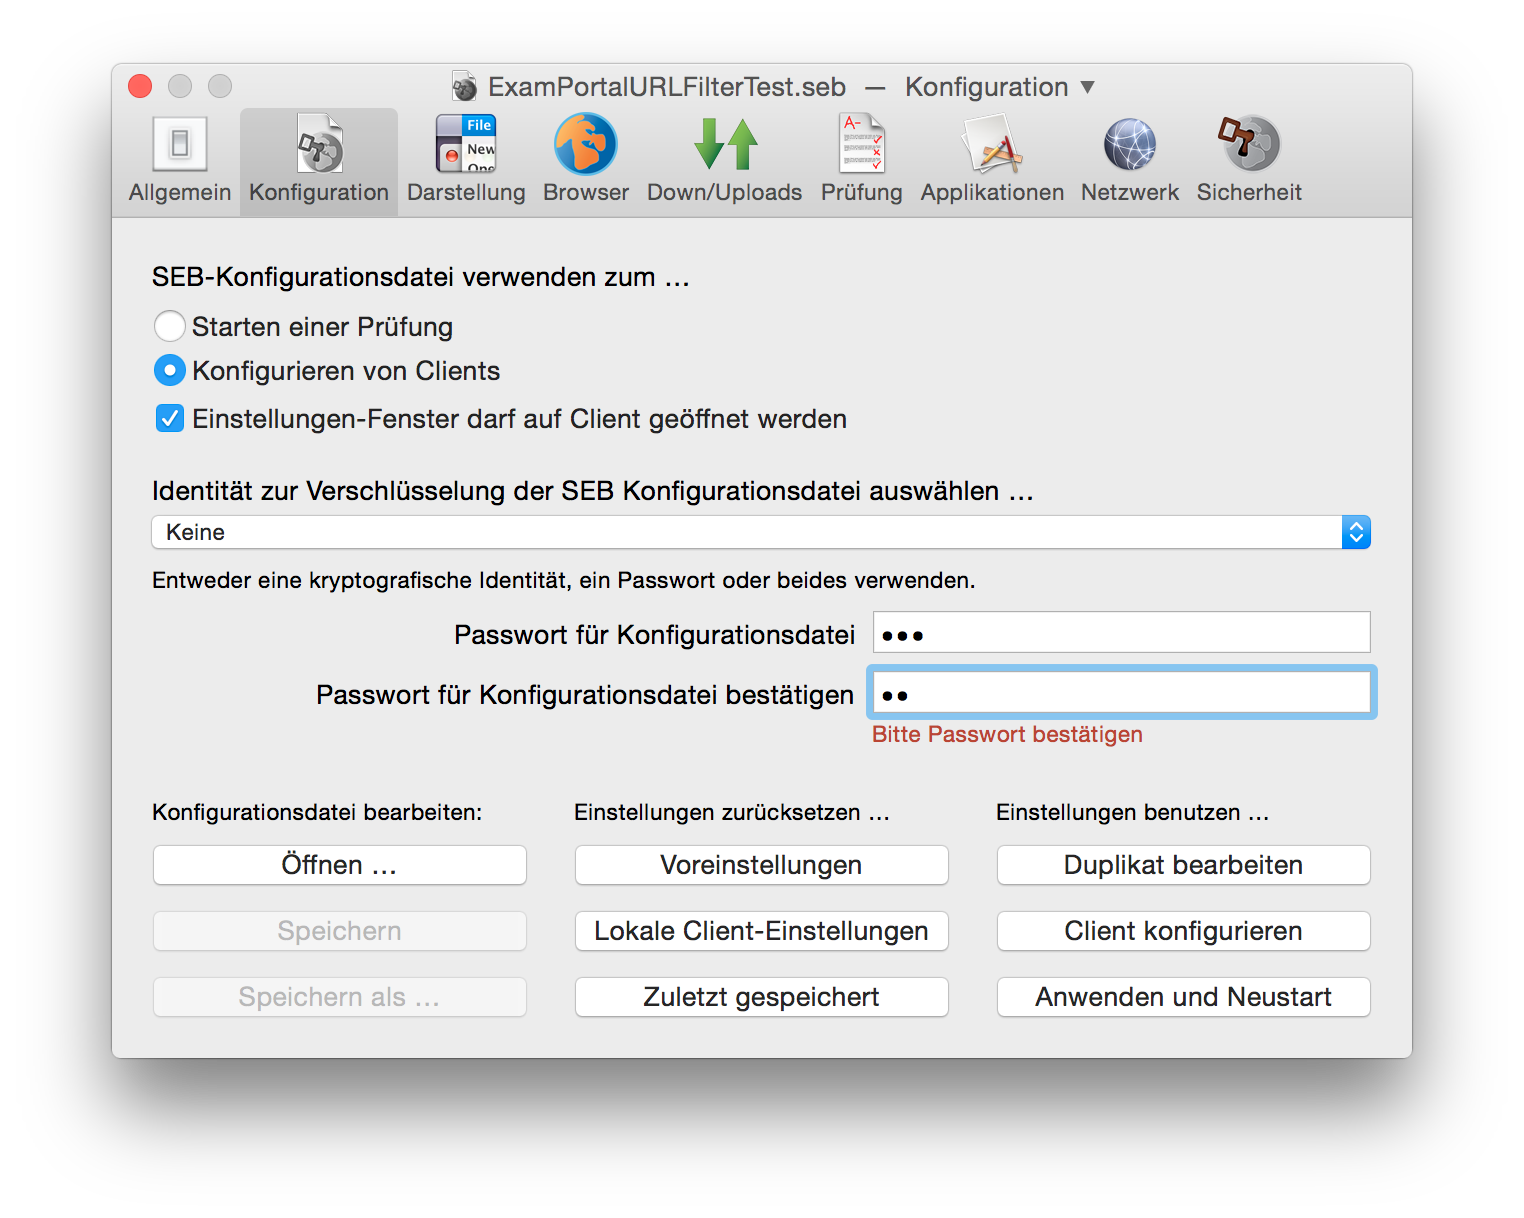 ExamPortalURLFilterTest.seb — Konfiguration
Allgemein Konfiguration Darstellung Browser Down/Uploads Prüfung Applikationen Netzwerk Sicherheit
File
New
A-
SEB-Konfigurationsdatei verwenden zum ...
Starten einer Prüfung
Konfigurieren von Clients
Einstellungen-Fenster darf auf Client geöffnet werden
Identität zur Verschlüsselung der SEB Konfigurationsdatei auswählen ...
Keine
Entweder eine kryptografische Identität, ein Passwort oder beides verwenden.
Passwort für Konfigurationsdatei •••
Passwort für Konfigurationsdatei bestätigen ••
Bitte Passwort bestätigen
Konfigurationsdatei bearbeiten: Einstellungen zurücksetzen ... Einstellungen benutzen ...
Öffnen ... Voreinstellungen Duplikat bearbeiten
Speichern Lokale Client-Einstellungen Client konfigurieren
Speichern als ... Zuletzt gespeichert Anwenden und Neustart